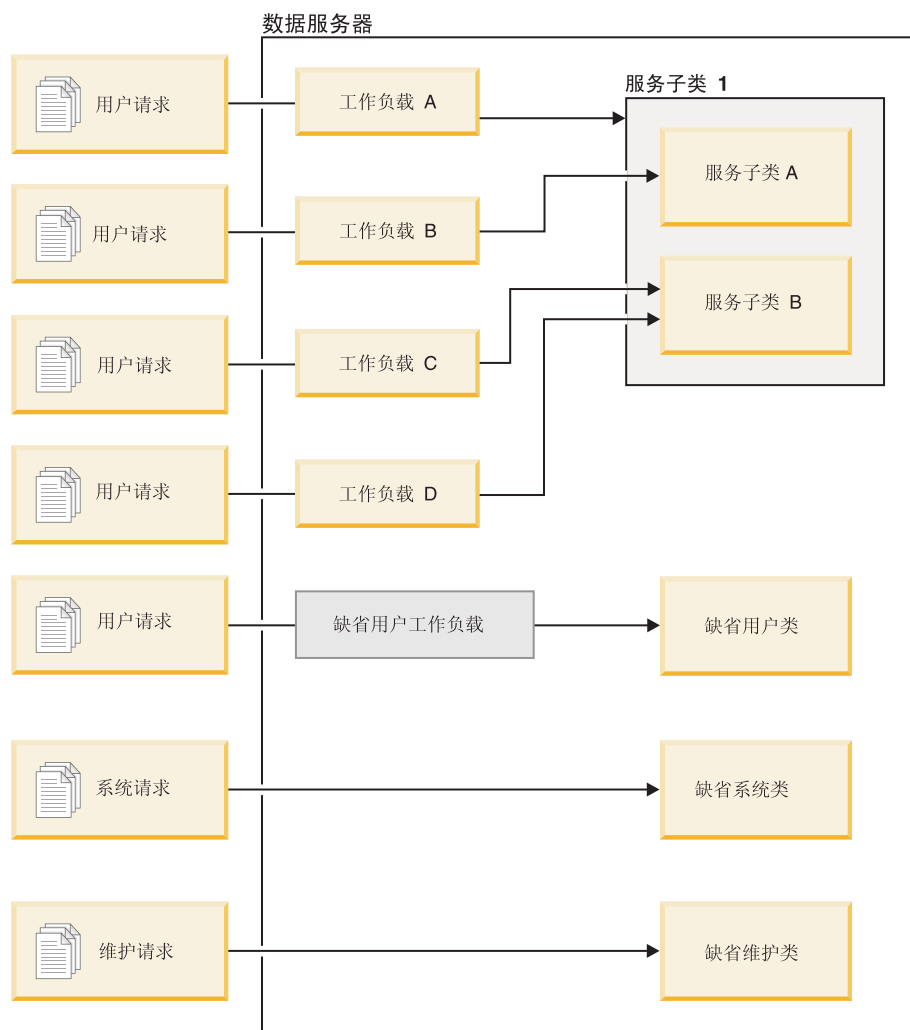 数据服务器
用户请求
工作负载 A
服务子类 1
服务子类 A
用户请求
工作负载 B
服务子类 B
用户请求
工作负载 C
用户请求
工作负载 D
用户请求
缺省用户工作负载
缺省用户类
系统请求
缺省系统类
维护请求
缺省维护类